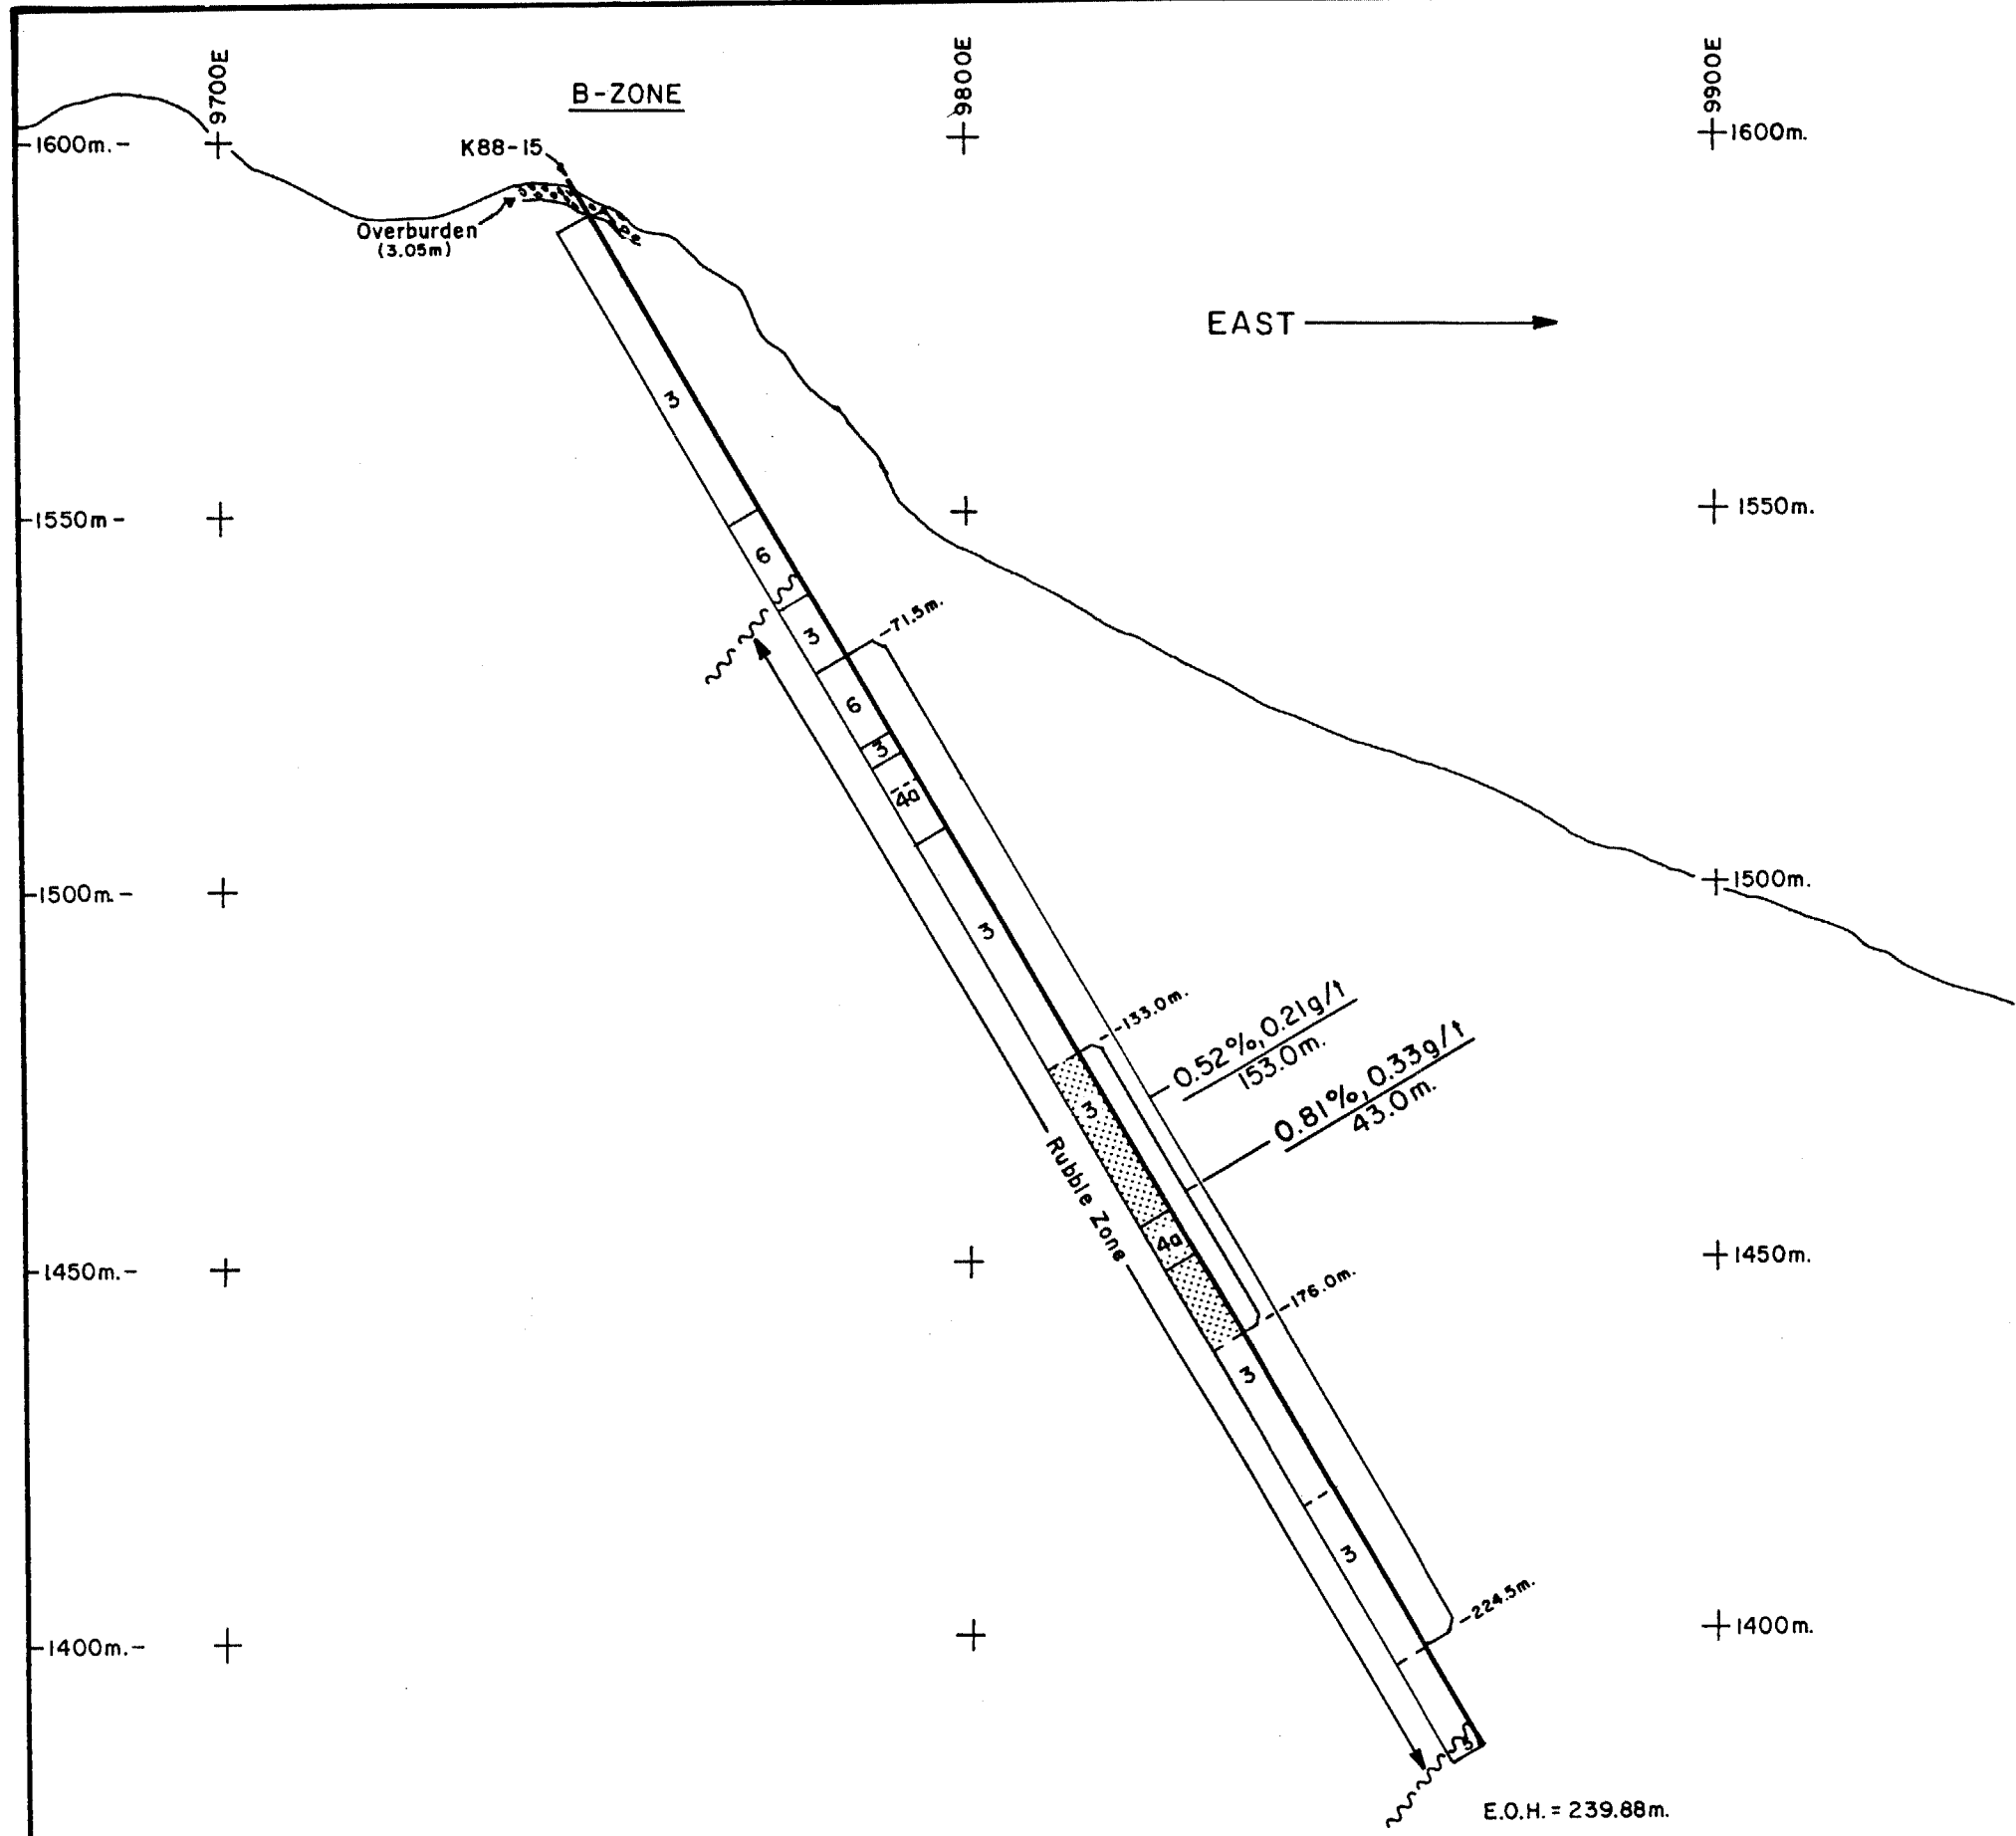 9700E
9800E
9900E
B-ZONE
1600m.-
1600m.
K88-15
Overburden
(3.05m)
EAST
3
1550m-
1550m.
6
3
-71.5m.
6
3
4a
1500m-
1500m.
3
-133.0m.
0.52%, 0.21g/t
153.0m.
0.81%, 0.33g/t
43.0m.
3
Rubble Zone
4a
1450m.-
1450m.
-176.0m.
3
3
-224.5m.
1400m.-
1400m.
3
E.O.H. = 239.88m.